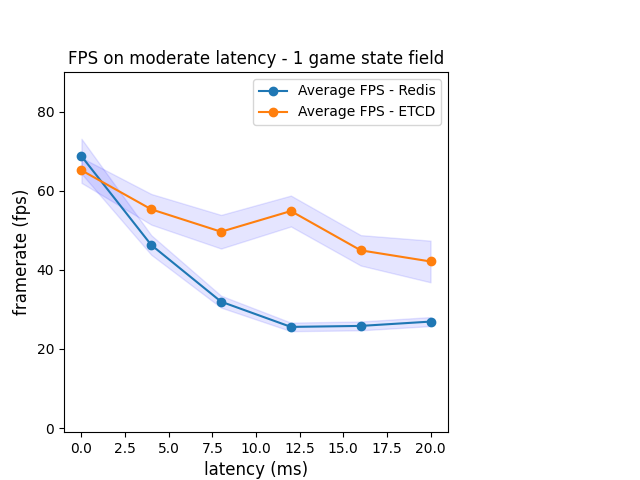 FPS on moderate latency - 1 game state field
Average FPS - Redis
Average FPS - ETCD
framerate (fps)
80
60
40
20
0
0.0 2.5 5.0 7.5 10.0 12.5 15.0 17.5 20.0
latency (ms)